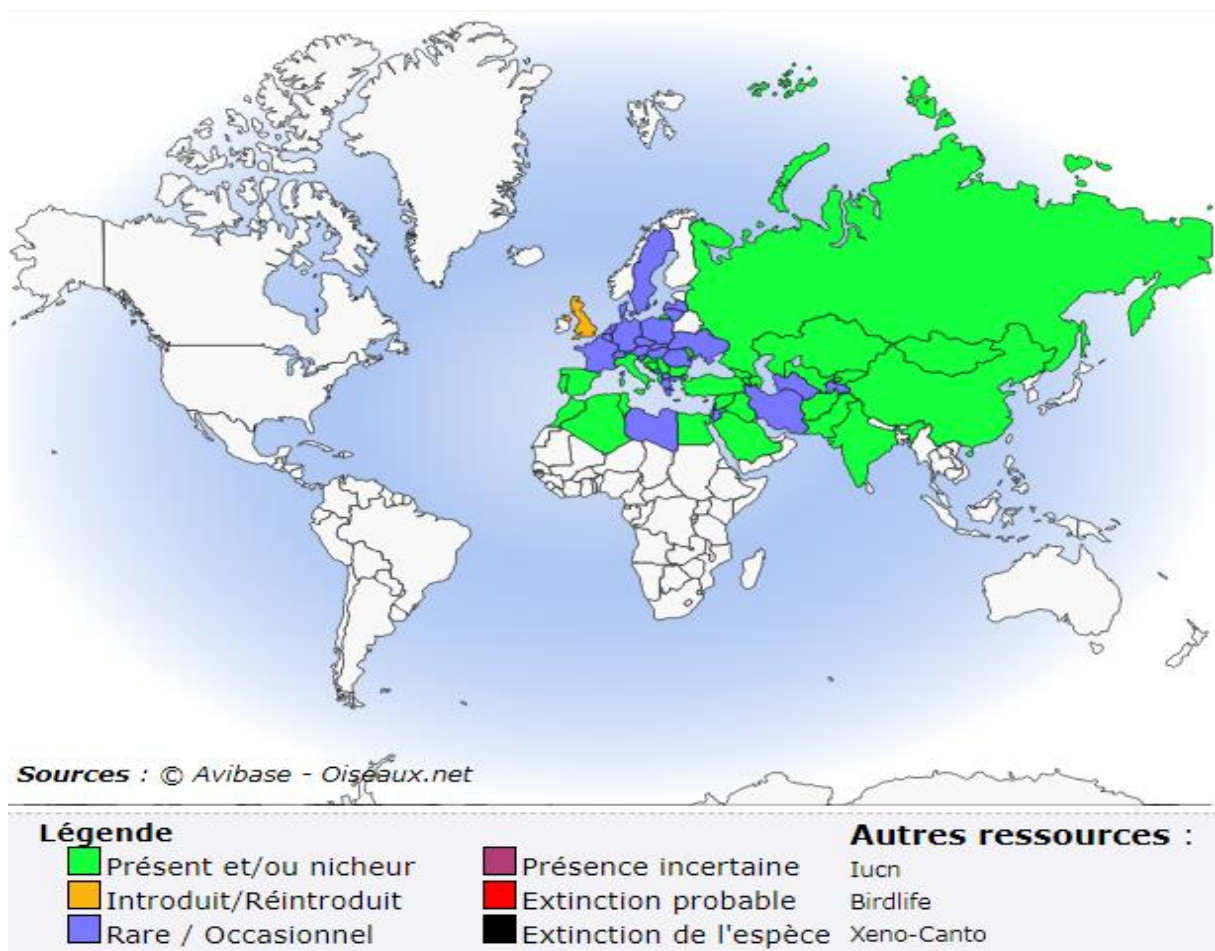 Sources : © Avibase - Oiseaux.net
Légende
Présent et/ou nicheur
Introduit/Réintroduit
Rare / Occasionnel
Présence incertaine
Extinction probable
Extinction de l'espèce
Autres ressources :
Iucn
Birdlife
Xeno-Canto